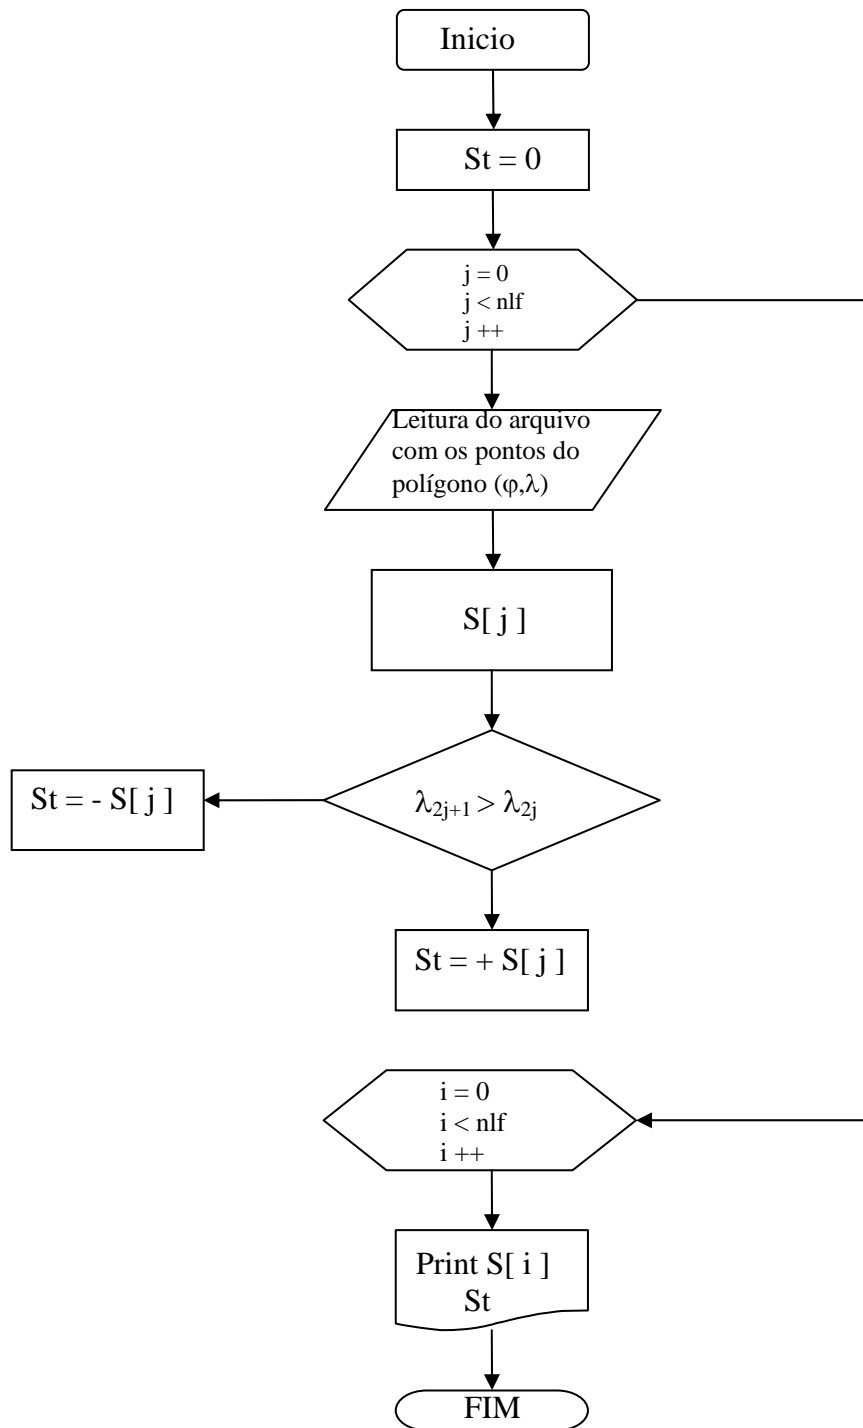 Inicio
St = 0
j = 0
j < nlf
j ++
Leitura do arquivo
com os pontos do
polígono (φ,λ)
S[ j ]
λ2j+1 > λ2j
St = - S[ j ]
St = + S[ j ]
i = 0
i < nlf
i ++
Print S[ i ]
St
FIM